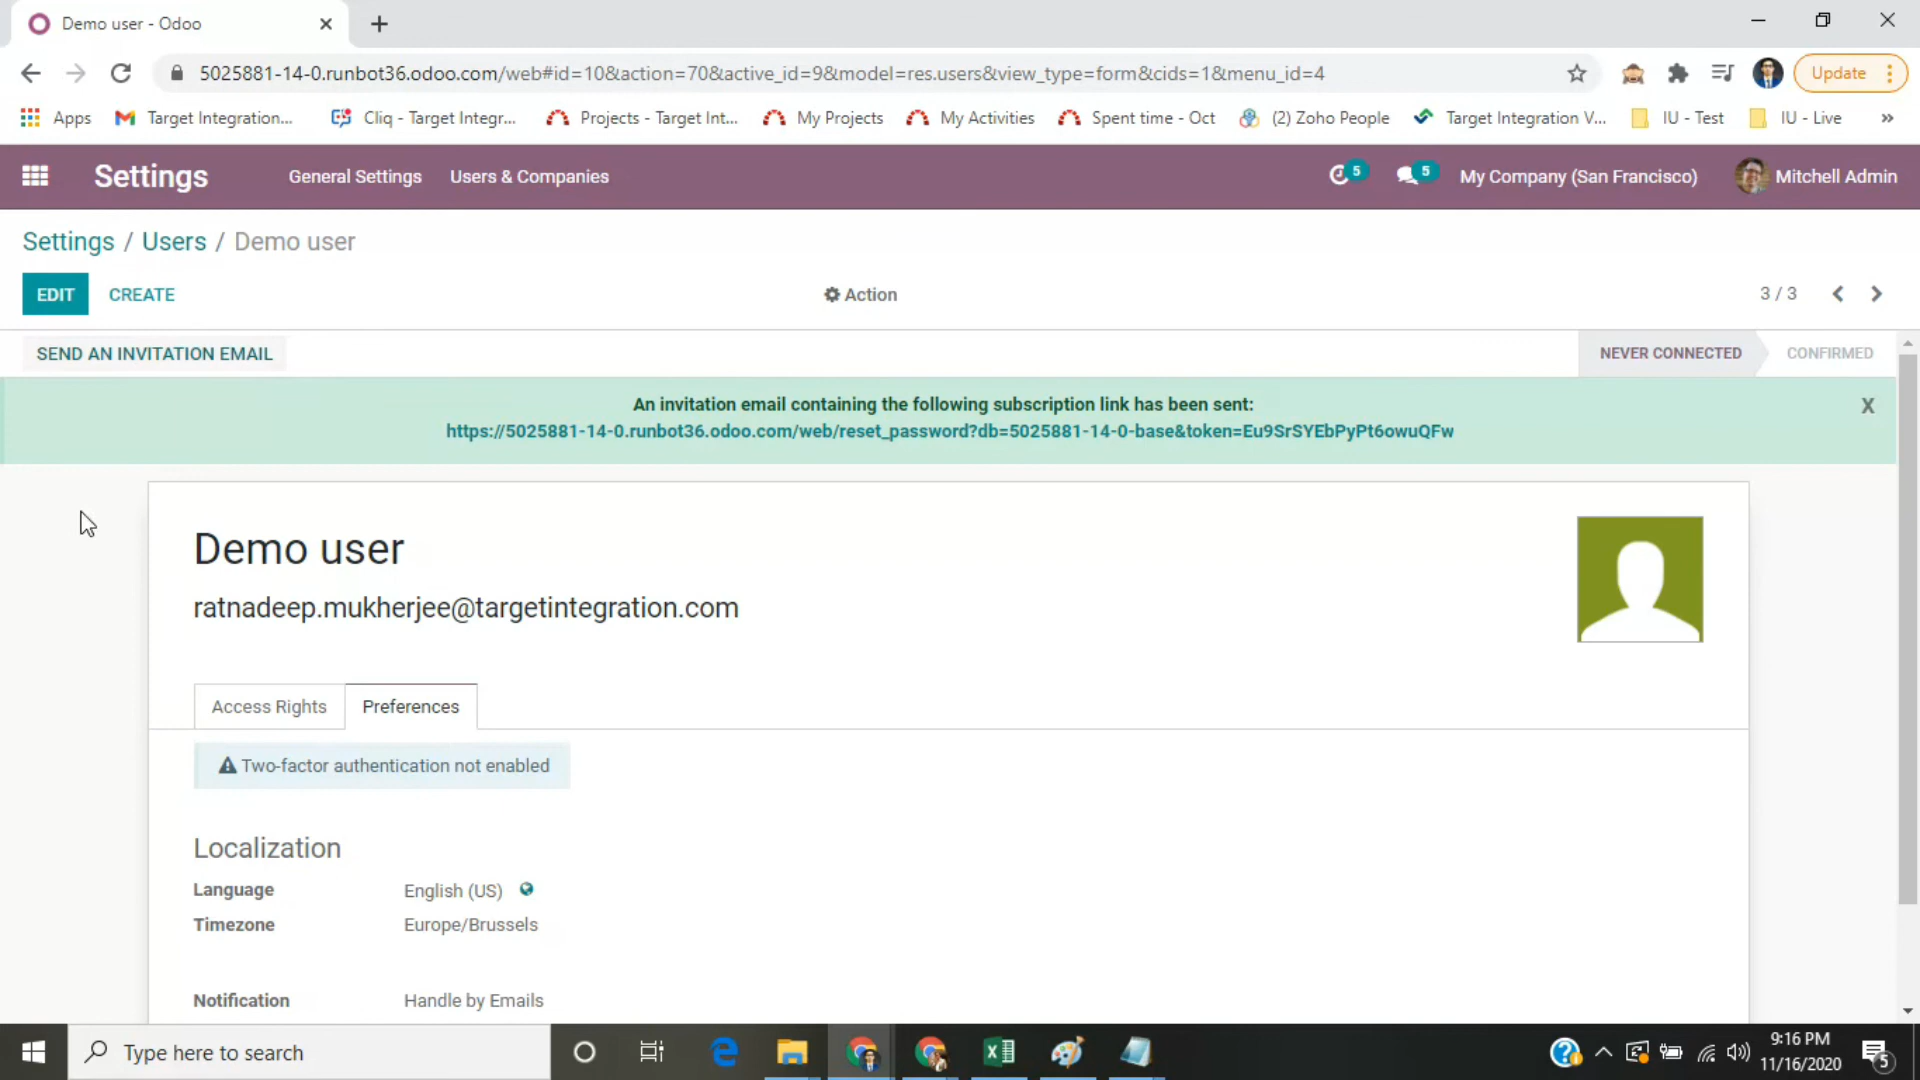 Demo user - Odoo
5025881-14-0.runbot36.odoo.com/web#id=10&action=70&active_id=9&model=res.users&view_type=form&cids=1&menu_id=4
Update
Apps
Target Integration...
Cliq - Target Integr...
Projects - Target Int...
My Projects
My Activities
Spent time - Oct
(2) Zoho People
Target Integration V...
IU - Test
IU - Live
»
Settings
General Settings
Users & Companies
5
5
My Company (San Francisco)
Mitchell Admin
Settings / Users / Demo user
EDIT
CREATE
Action
3 / 3
SEND AN INVITATION EMAIL
NEVER CONNECTED
CONFIRMED
An invitation email containing the following subscription link has been sent:
X
https://5025881-14-0.runbot36.odoo.com/web/reset_password?db=5025881-14-0-base&token=Eu9SrSYEbPyPt6owuQFw
Demo user
ratnadeep.mukherjee@targetintegration.com
Access Rights
Preferences
Two-factor authentication not enabled
Localization
Language
English (US)
Timezone
Europe/Brussels
Notification
Handle by Emails
Type here to search
9:16 PM
11/16/2020
5